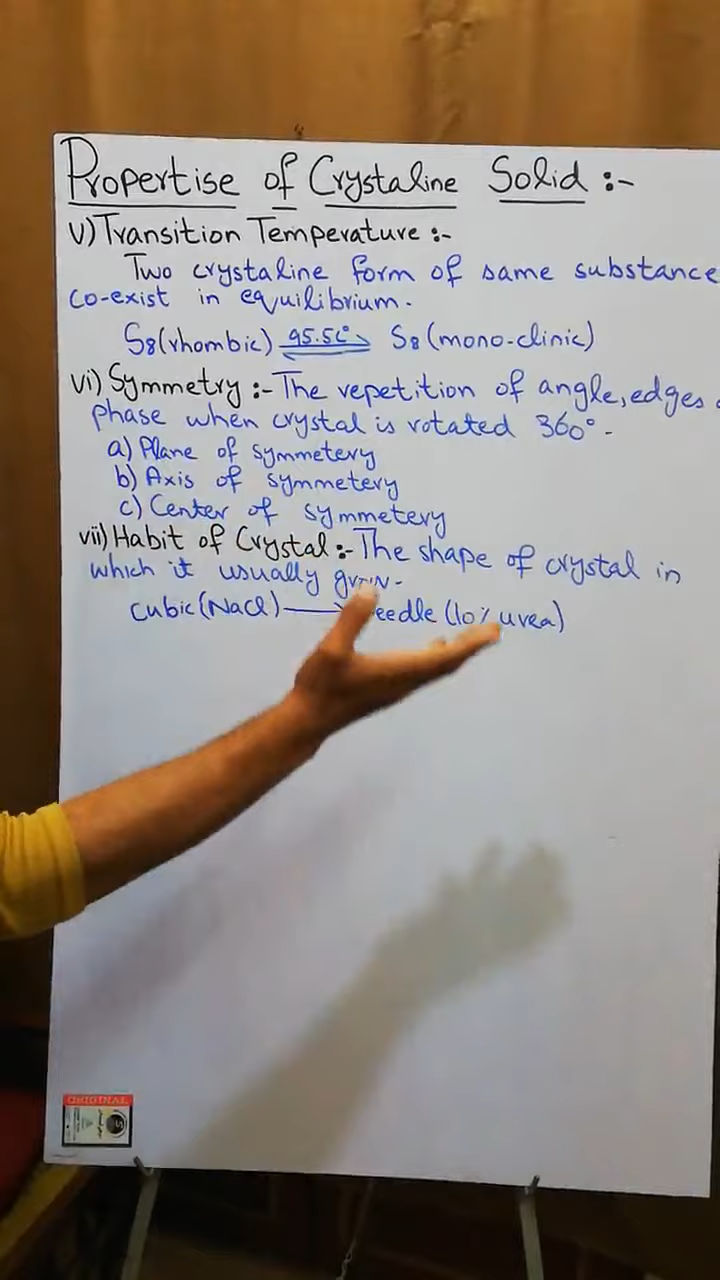 Propertise of Crystaline Solid :-
v) Transition Temperature :-
Two crystaline form of same substance
co-exist in equilibrium.
S8(rhombic) 95.5c° S8(mono-clinic)
vi) Symmetry :- The repetition of angle, edges
phase when crystal is rotated 360° -
a) Plane of symmetery
b) Axis of symmetery
c) Center of symmetery
vii) Habit of Crystal :- The shape of crystal in
which it usually grow -
Cubic(Nacl) → eedle (10% urea)
ORIGINAL